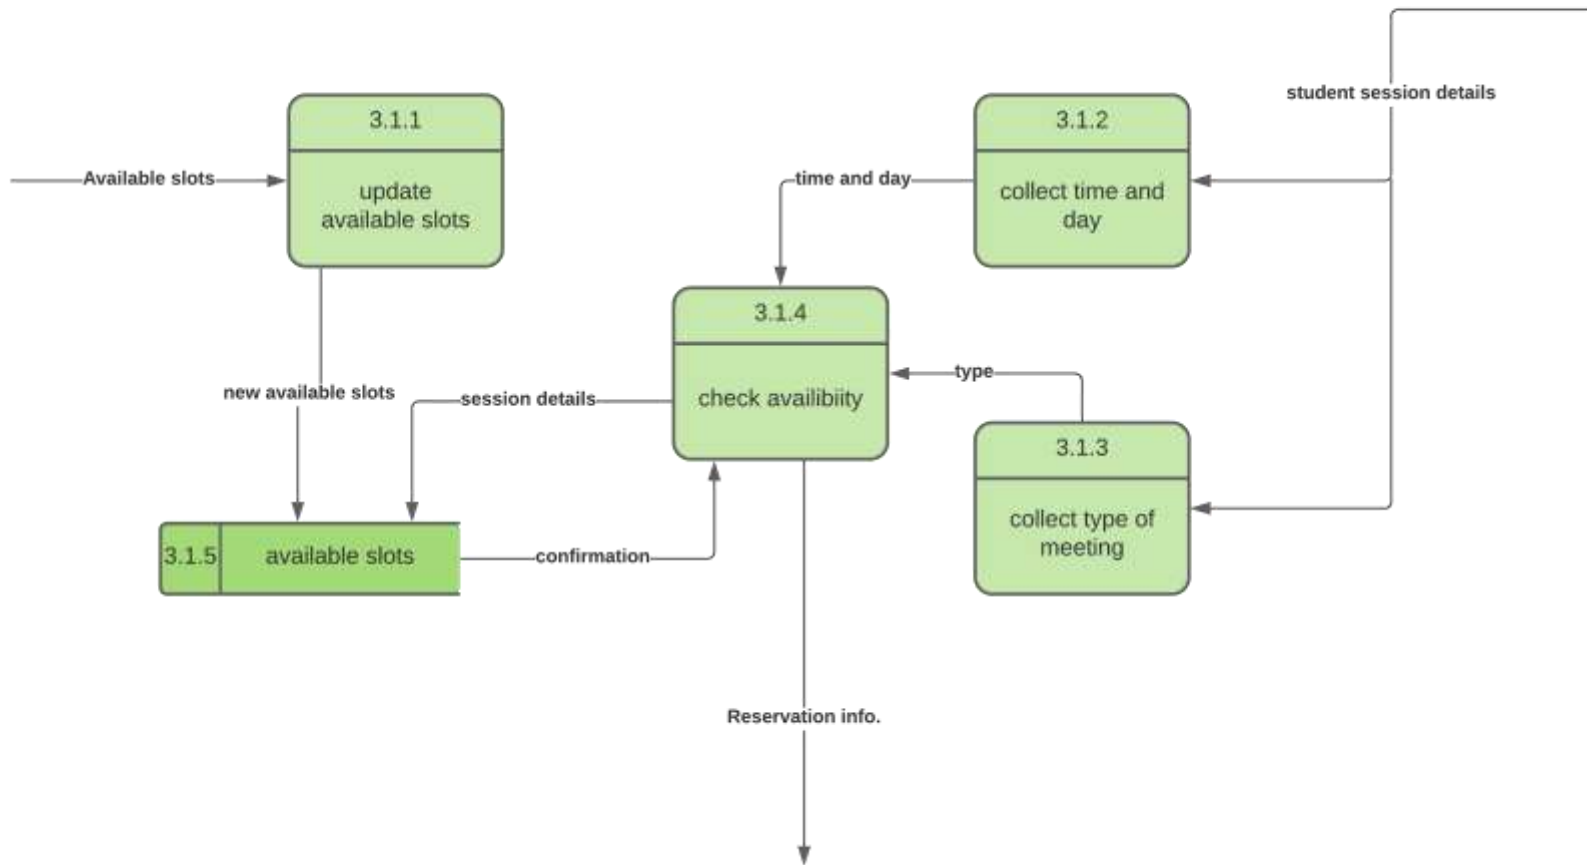 student session details
3.1.1
3.1.2
Available slots
update
available slots
time and day
collect time and
day
3.1.4
type
new available slots
session details
check availibiity
3.1.3
collect type of
meeting
3.1.5
available slots
confirmation
Reservation info.